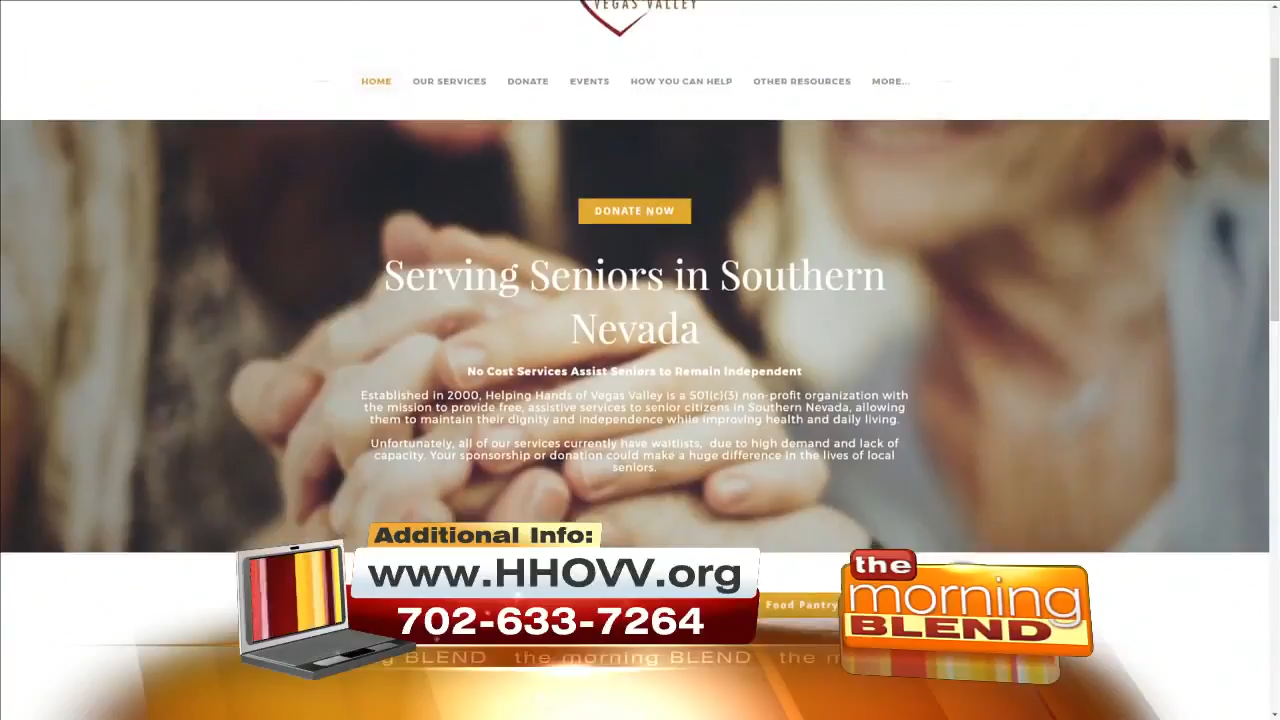 VEGAS VALLEY
HOME OUR SERVICES DONATE EVENTS HOW YOU CAN HELP OTHER RESOURCES MORE...
DONATE NOW
Serving Seniors in Southern
Nevada
No Cost Services Assist Seniors to Remain Independent
Established in 2000, Helping Hands of Vegas Valley is a 501(c)(3) non-profit organization with
the mission to provide free, assistive services to senior citizens in Southern Nevada, allowing
them to maintain their dignity and independence while improving health and daily living.
Unfortunately, all of our services currently have waitlists, due to high demand and lack of
capacity. Your sponsorship or donation could make a huge difference in the lives of local
seniors.
Additional Info:
www.HHOVV.org
702-633-7264
Food Pantry
the
morning
BLEND
BLEND the morning BLEND the